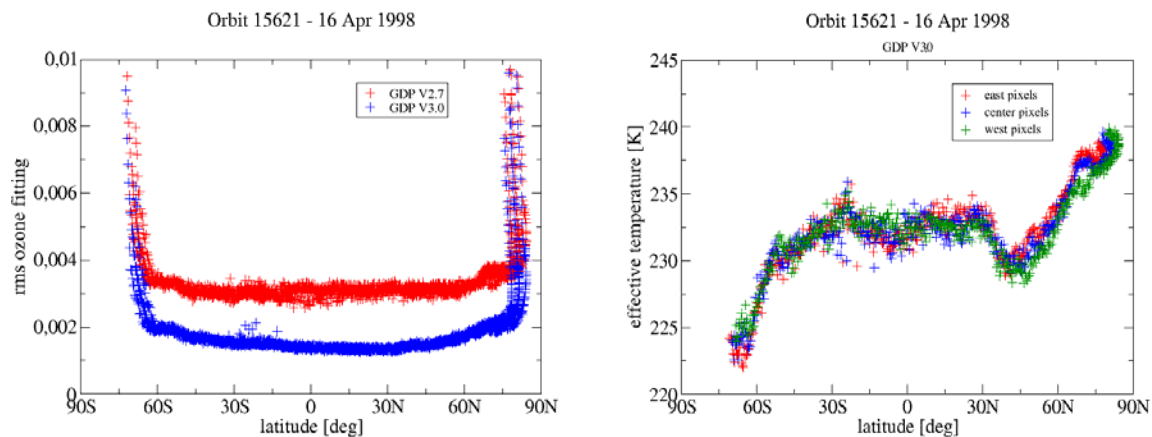 Orbit 15621 - 16 Apr 1998
0,01
0,008
0,006
0,004
0,002
0
rms ozone fitting
GDP V2.7
GDP V3.0
90S 60S 30S 0 30N 60N 90N
latitude [deg]
Orbit 15621 - 16 Apr 1998
GDP V3.0
245
240
235
230
225
220
effective temperature [K]
east pixels
center pixels
west pixels
90S 60S 30S 0 30N 60N 90N
latitude [deg]